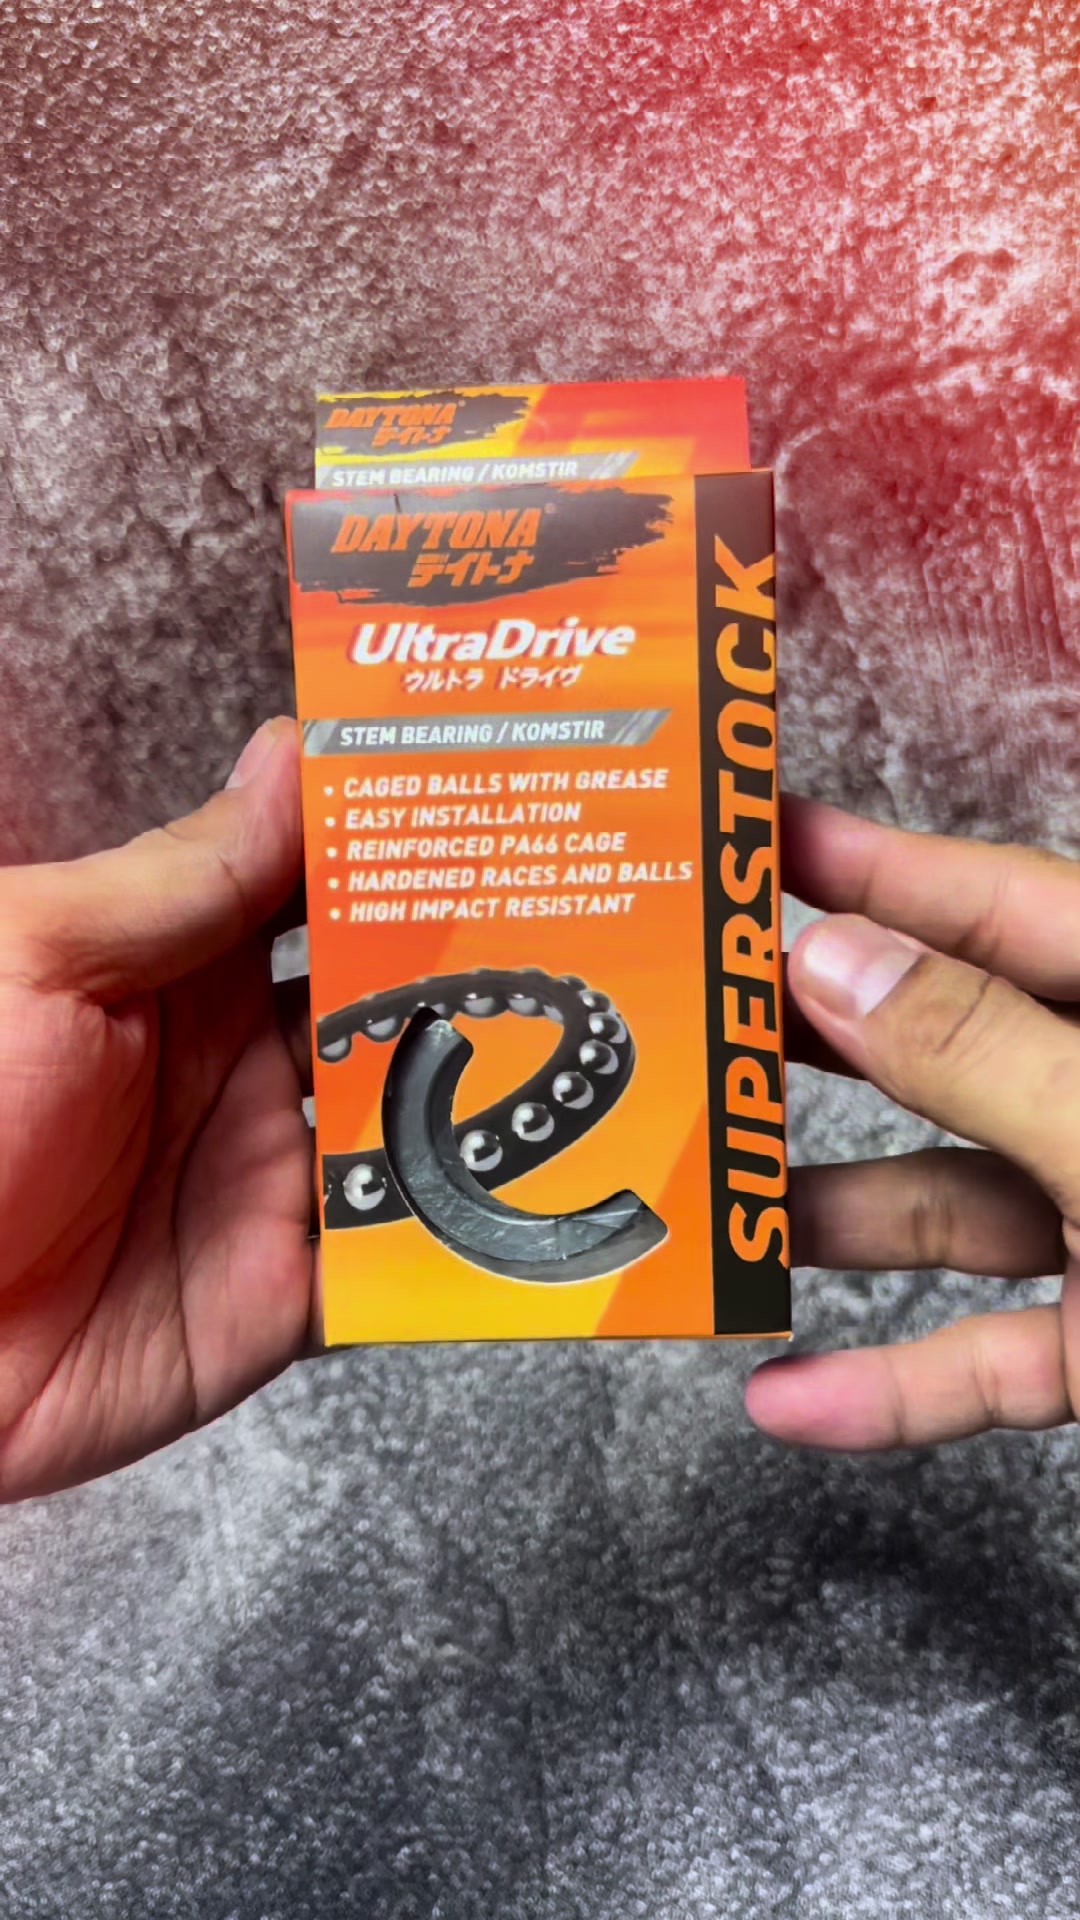 DAYTONA
デイトナ
STEM BEARING / KOMSTIR
DAYTONA
デイトナ
UltraDrive
ウルトラ ドライヴ
STEM BEARING / KOMSTIR
• CAGED BALLS WITH GREASE
• EASY INSTALLATION
• REINFORCED PA66 CAGE
• HARDENED RACES AND BALLS
• HIGH IMPACT RESISTANT
SUPERSTOCK